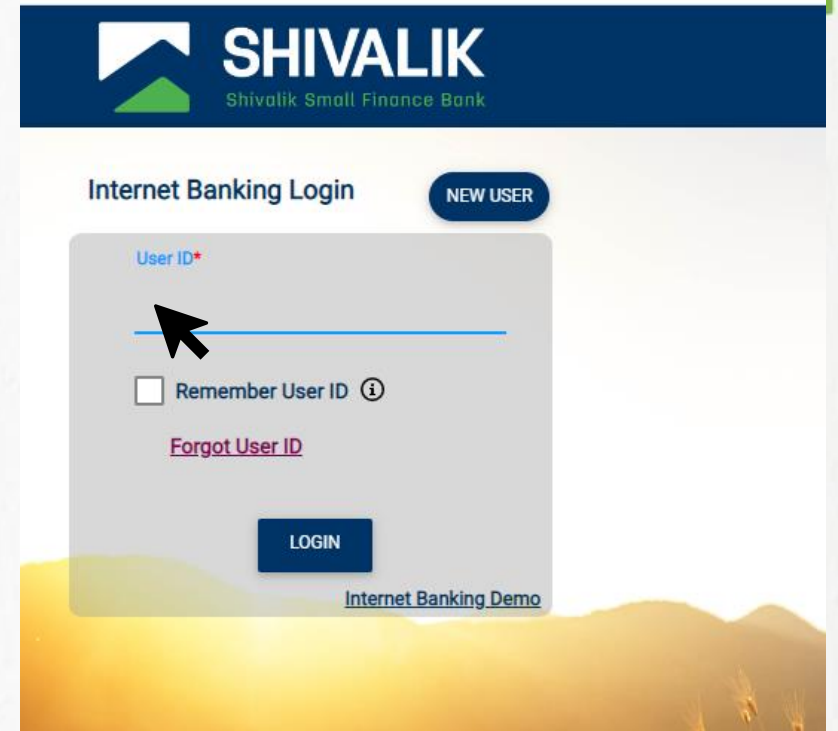 SHIVALIK
Shivalik Small Finance Bank
Internet Banking Login
NEW USER
User ID*
Remember User ID
Forgot User ID
LOGIN
Internet Banking Demo